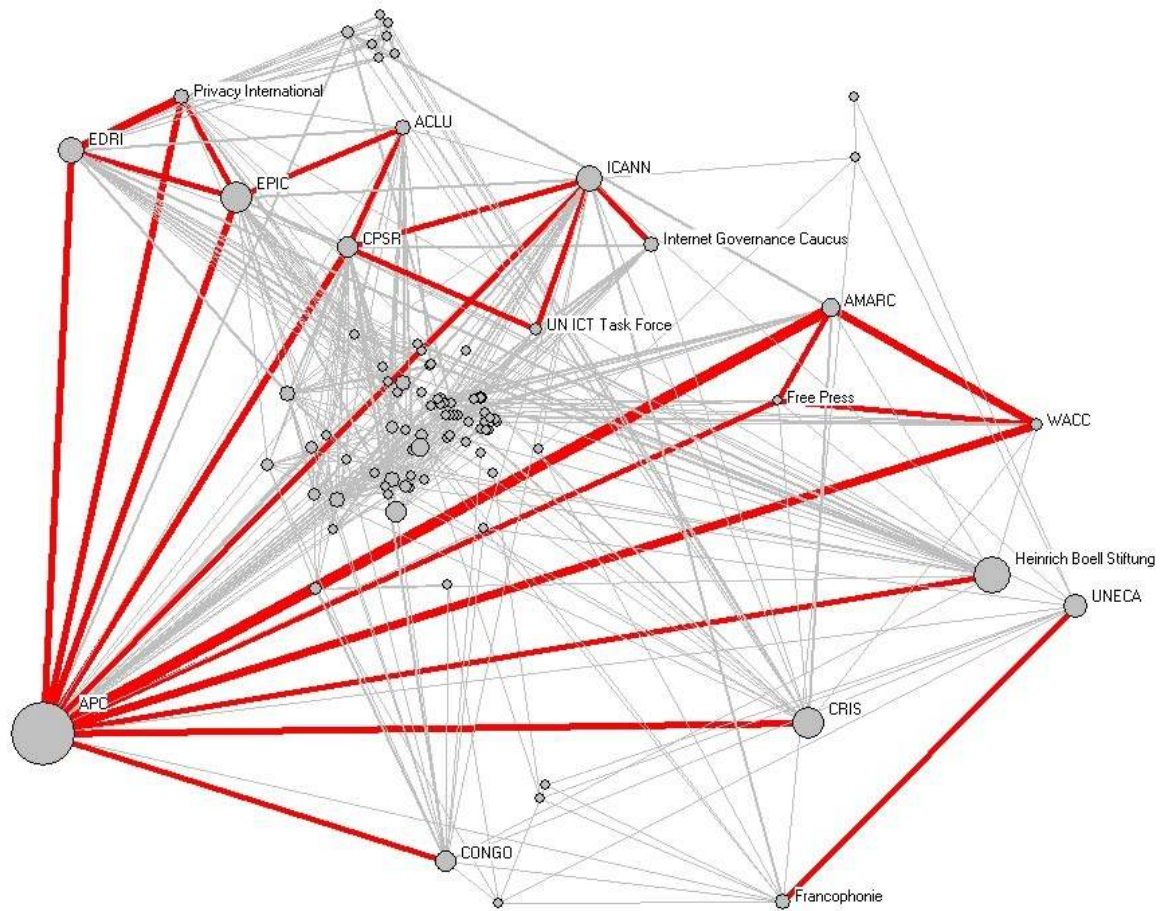 Privacy International
ACLU
EDRI
ICANN
EPIC
CPSR
Internet Governance Caucus
AMARC
UN ICT Task Force
Free Press
WACC
Heinrich Boell Stiftung
UNECA
APC
CRIS
CONGO
Francophonie